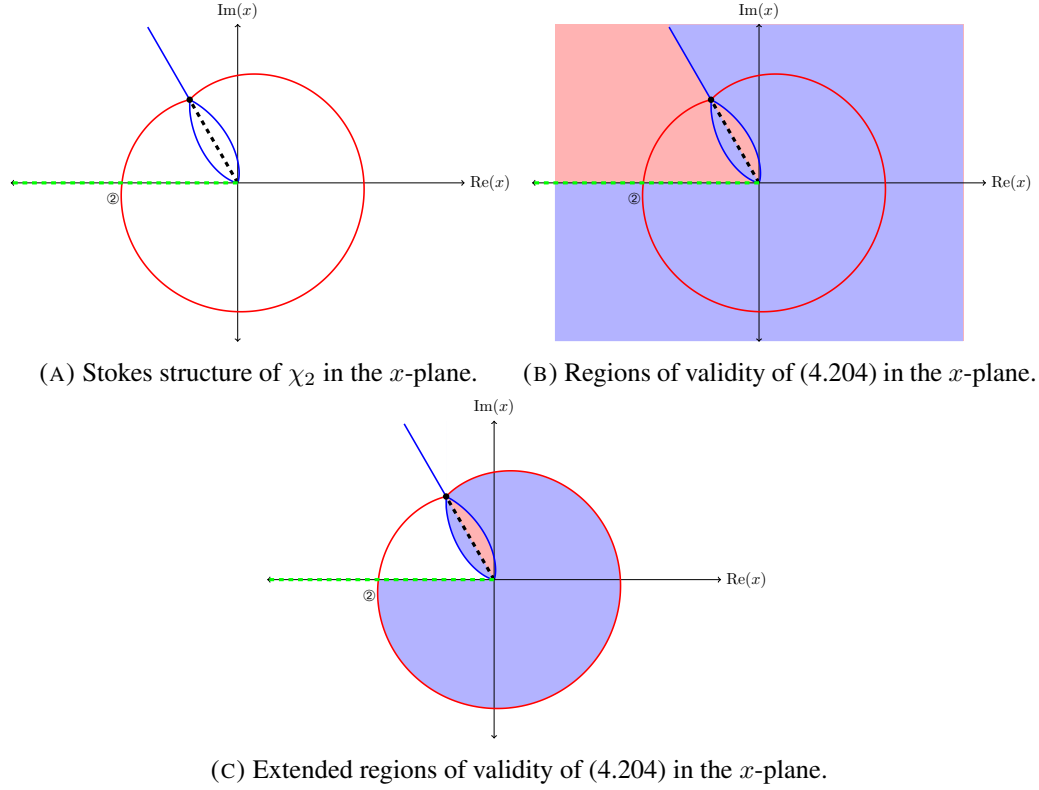 Im(x)
Re(x)
②
(A) Stokes structure of χ₂ in the x-plane.
Im(x)
Re(x)
②
(B) Regions of validity of (4.204) in the x-plane.
Im(x)
Re(x)
②
(C) Extended regions of validity of (4.204) in the x-plane.